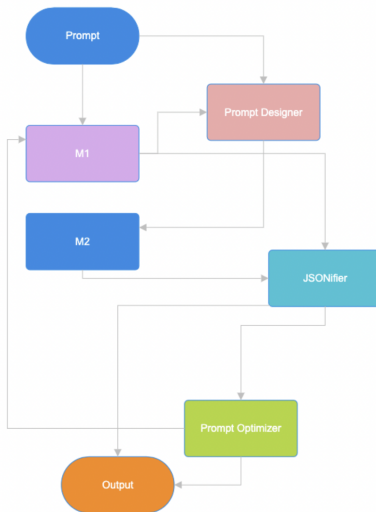 Prompt
Prompt Designer
M1
M2
JSONifier
Prompt Optimizer
Output